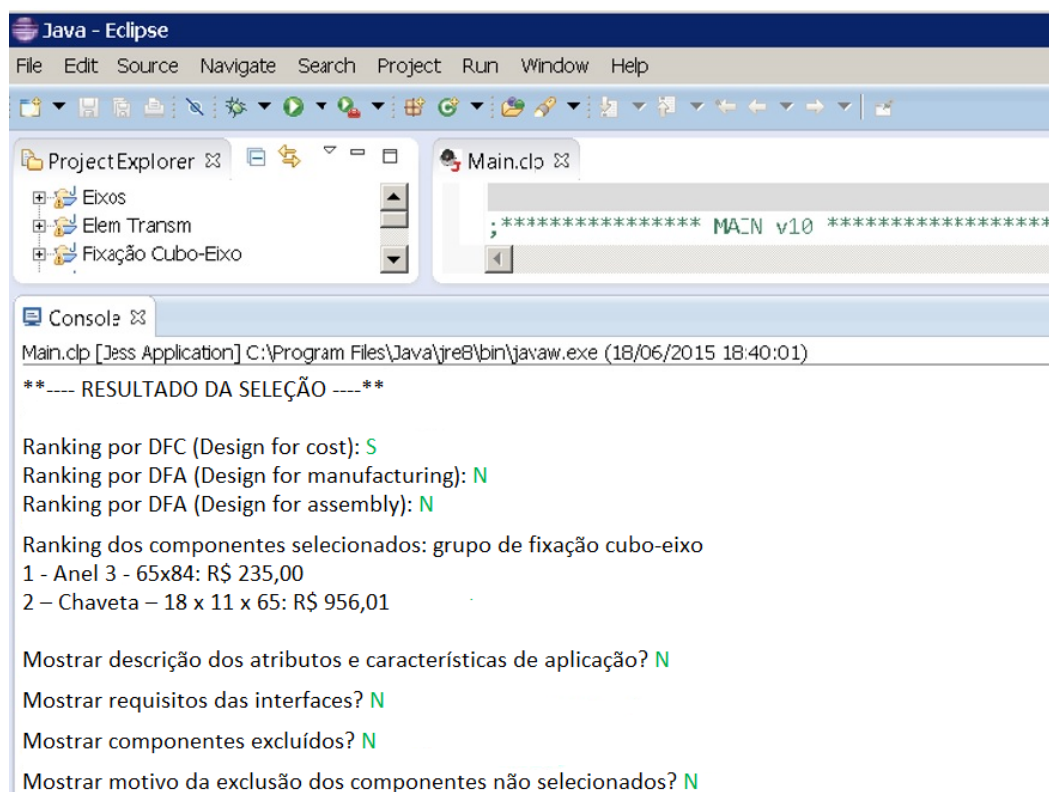 Java - Eclipse
File Edit Source Navigate Search Project Run Window Help
Project Explorer
Main.clp
Eixos
Elem Transm
Fixação Cubo-Eixo
;**************** MAIN v10 ******************
Console
Main.clp [Jess Application] C:\Program Files\Java\jre8\bin\javaw.exe (18/06/2015 18:40:01)
**---- RESULTADO DA SELEÇÃO ----**
Ranking por DFC (Design for cost): S
Ranking por DFA (Design for manufacturing): N
Ranking por DFA (Design for assembly): N
Ranking dos componentes selecionados: grupo de fixação cubo-eixo
1 - Anel 3 - 65x84: R$ 235,00
2 – Chaveta – 18 x 11 x 65: R$ 956,01
Mostrar descrição dos atributos e características de aplicação? N
Mostrar requisitos das interfaces? N
Mostrar componentes excluídos? N
Mostrar motivo da exclusão dos componentes não selecionados? N